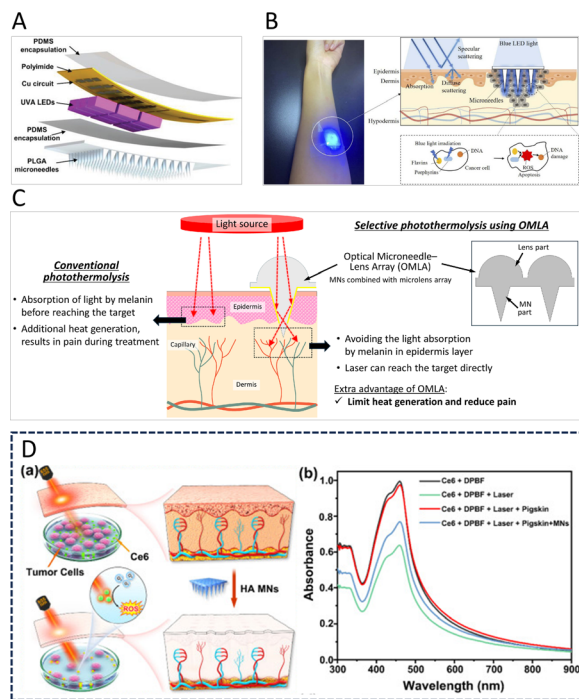 A
PDMS
encapsulation
Polyimide
Cu circuit
UVA LEDs
PDMS
encapsulation
PLGA
microneedles
B
Specular
scattering
Blue LED light
Epidermis
Dermis
Absorption
Diffuse
scattering
Microneedles
Hypodermis
Blue light irradiation
Flavins
Porphyrins
DNA
Cancer cell
ROS
Apoptosis
DNA
damage
C
Light source
Conventional
photothermolysis
• Absorption of light by melanin
before reaching the target
• Additional heat generation,
results in pain during treatment
Epidermis
Capillary
Dermis
Selective photothermolysis using OMLA
Optical Microneedle–
Lens Array (OMLA)
MNs combined with microlens array
Lens part
MN
part
• Avoiding the light absorption
by melanin in epidermis layer
• Laser can reach the target directly
Extra advantage of OMLA:
✓ Limit heat generation and reduce pain
D
(a)
Ce6
Tumor Cells
ROS
HA MNs
(b)
Ce6 + DPBF
Ce6 + DPBF + Laser
Ce6 + DPBF + Laser + Pigskin
Ce6 + DPBF + Laser + Pigskin+MNs
Absorbance
1.0
0.8
0.6
0.4
0.2
0.0
300
400
500
600
700
800
900
Wavelength (nm)